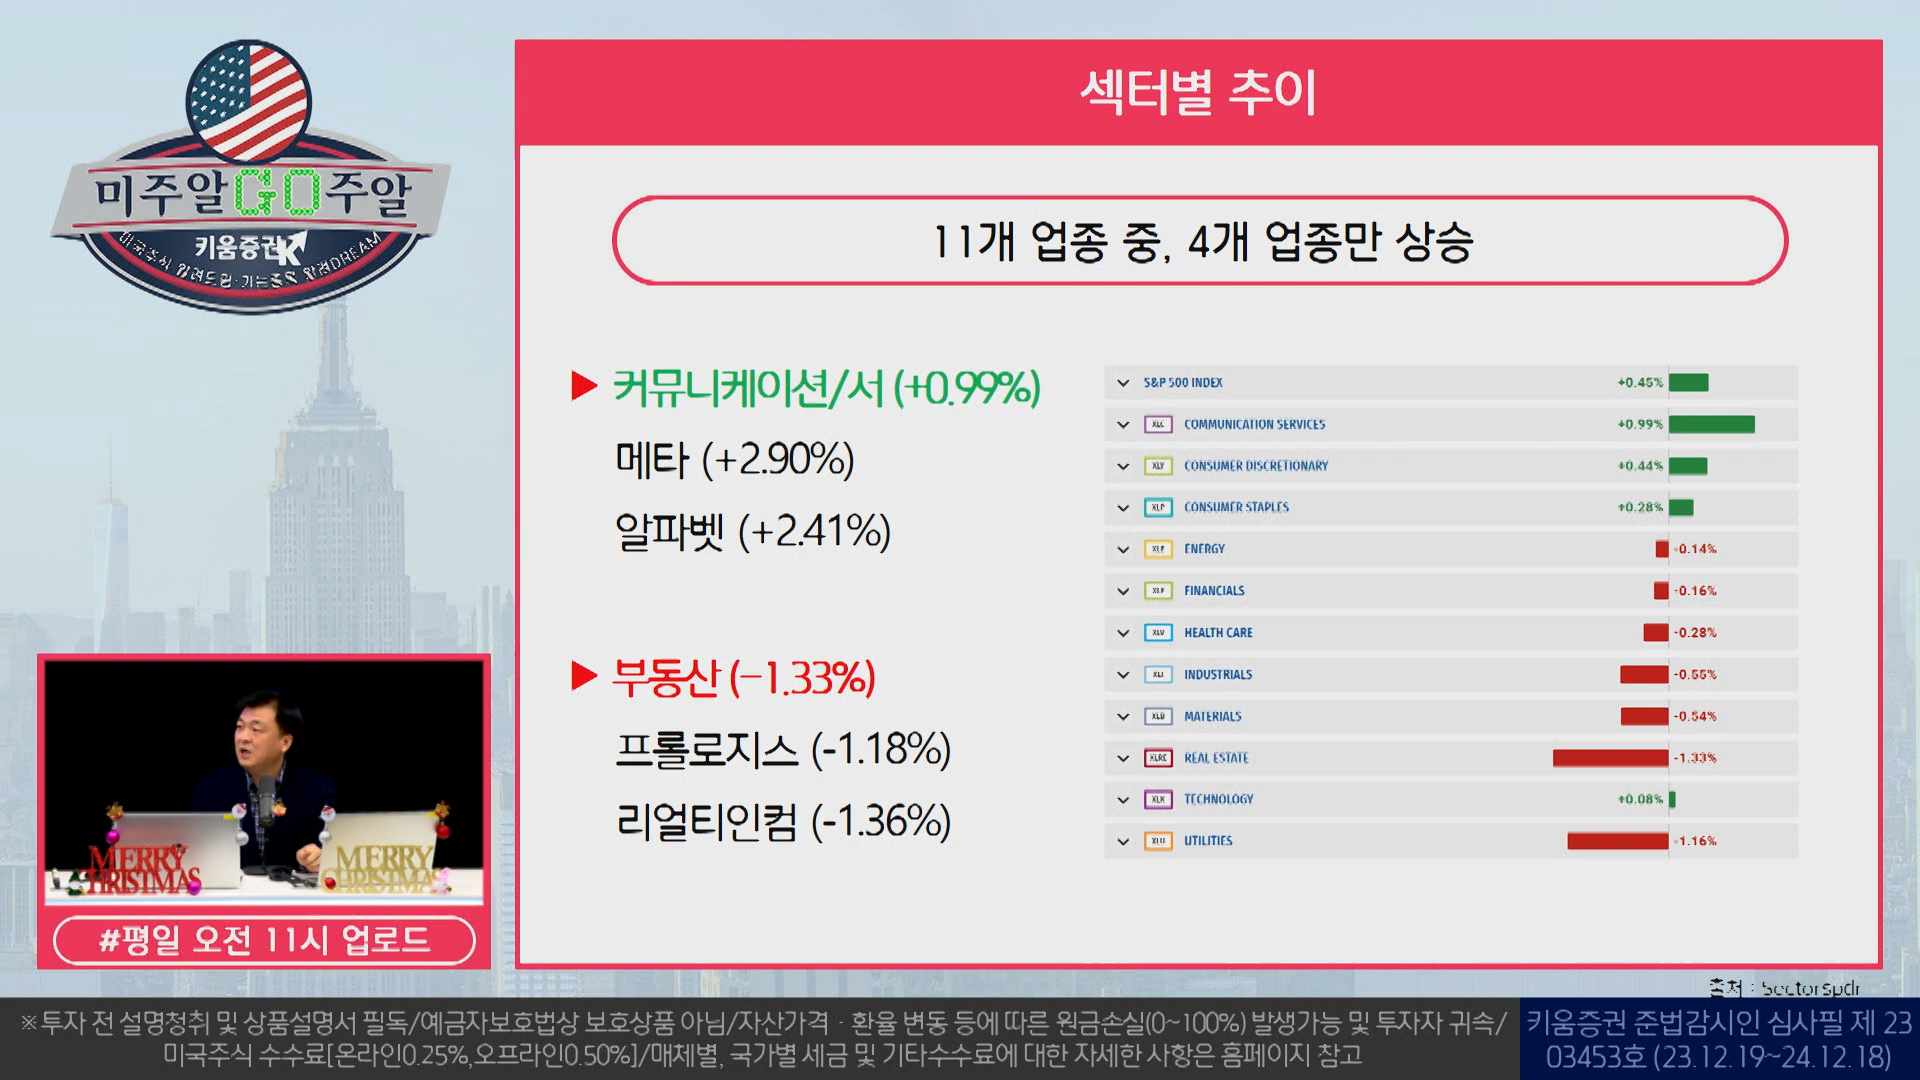 미주알GO주알
키움증권
섹터별 추이
11개 업종 중, 4개 업종만 상승
▶ 커뮤니케이션/서 (+0.99%)
메타 (+2.90%)
알파벳 (+2.41%)
▶ 부동산 (-1.33%)
프롤로지스 (-1.18%)
리얼티인컴 (-1.36%)
S&P 500 INDEX +0.45%
XLC COMMUNICATION SERVICES +0.99%
XLY CONSUMER DISCRETIONARY +0.44%
XLP CONSUMER STAPLES +0.28%
XLE ENERGY -0.14%
XLF FINANCIALS -0.16%
XLV HEALTH CARE -0.28%
XLI INDUSTRIALS -0.55%
XLB MATERIALS -0.54%
XLRE REAL ESTATE -1.33%
XLK TECHNOLOGY +0.08%
XLU UTILITIES -1.16%
MERRY
CHRISTMAS
MERRY
CHRISTMAS
#평일 오전 11시 업로드
출처 : Sectorspdr
※투자 전 설명청취 및 상품설명서 필독/예금자보호법상 보호상품 아님/자산가격 · 환율 변동 등에 따른 원금손실(0~100%) 발생가능 및 투자자 귀속/
미국주식 수수료[온라인0.25%,오프라인0.50%]/매체별, 국가별 세금 및 기타수수료에 대한 자세한 사항은 홈페이지 참고
키움증권 준법감시인 심사필 제 23
03453호 (23.12.19~24.12.18)